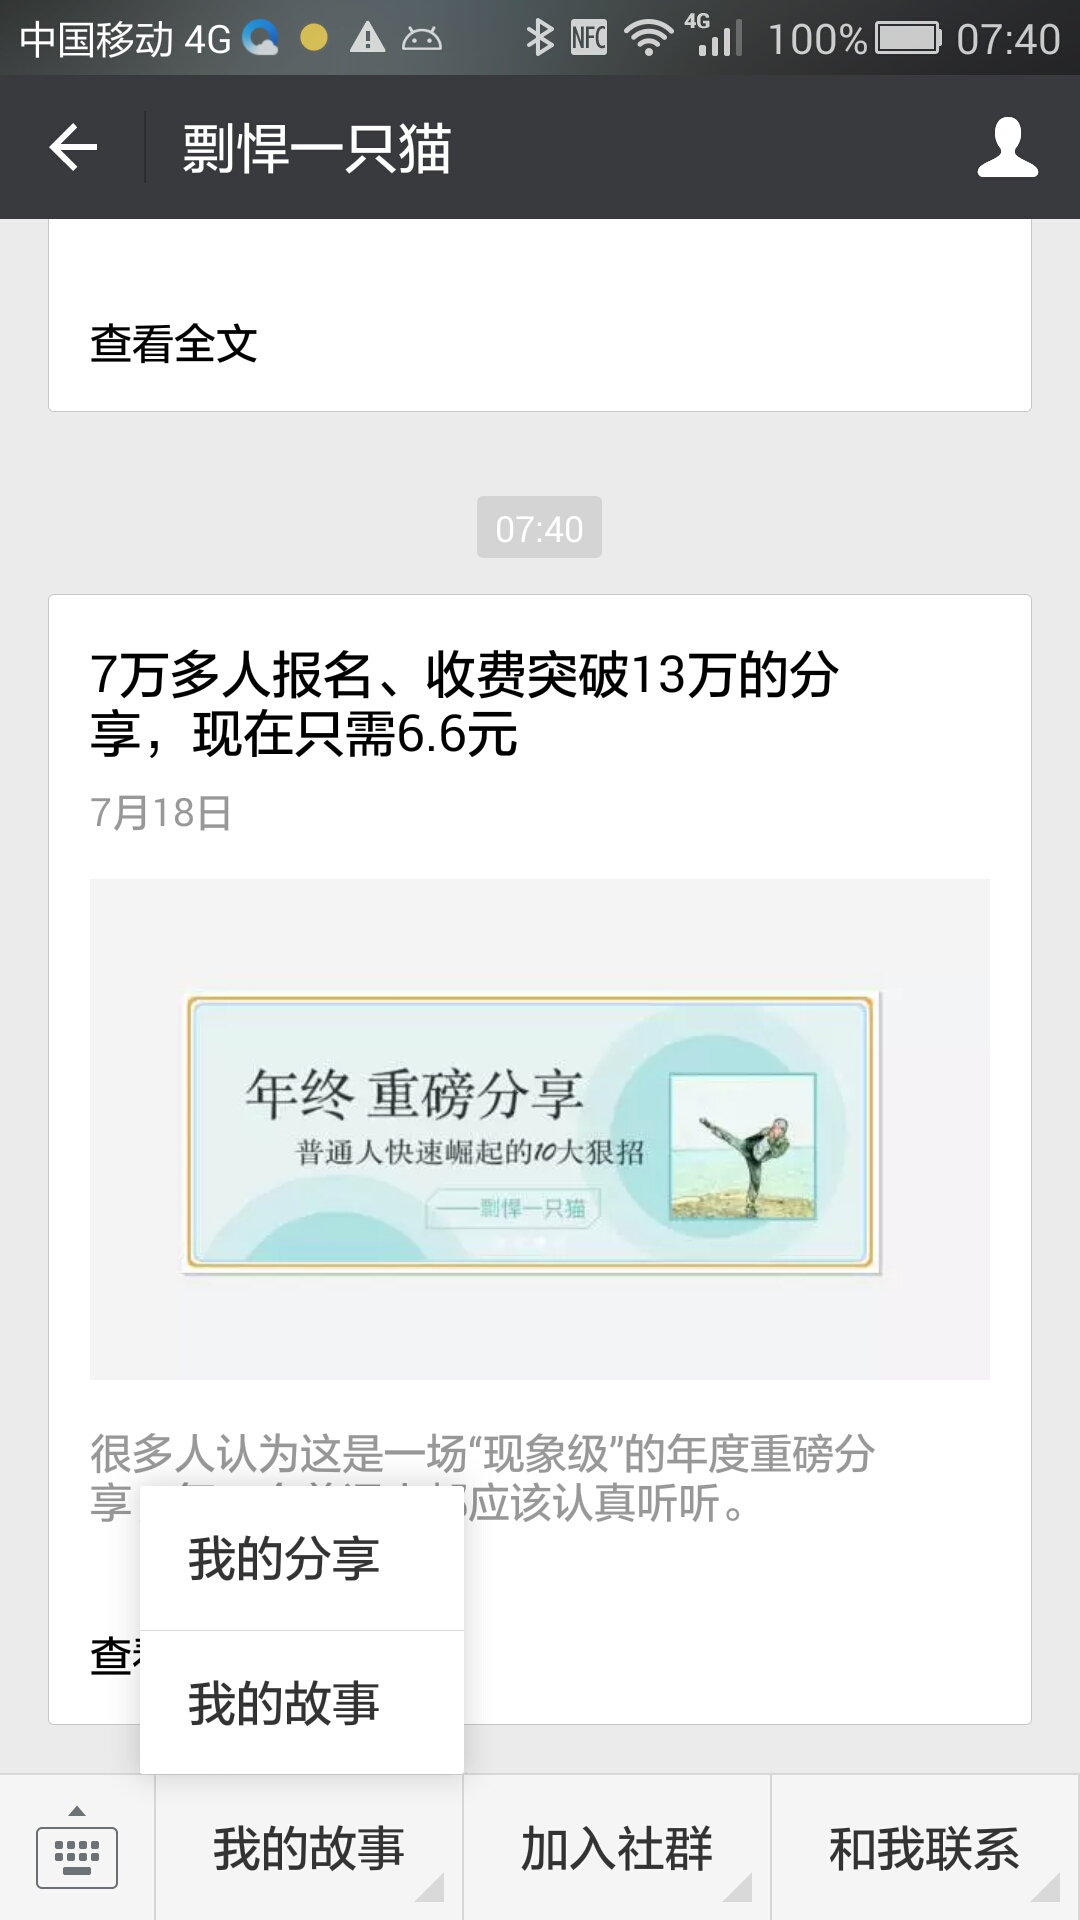 中国移动 4G NFC 4G 100% 07:40
剽悍一只猫
查看全文
07:40
7万多人报名、收费突破13万的分
享，现在只需6.6元
7月18日
年终 重磅分享
普通人快速崛起的10大狠招
——剽悍一只猫
很多人认为这是一场“现象级”的年度重磅分
享
应该认真听听。
我的分享
查
我的故事
我的故事
加入社群
和我联系